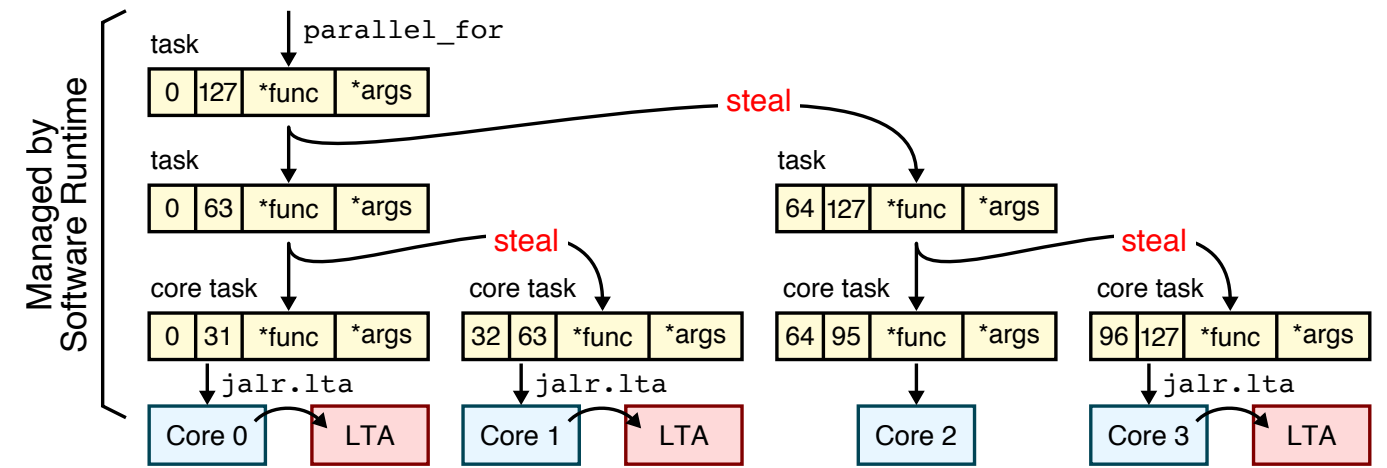 Managed by
Software Runtime
parallel_for
task
0 127 *func *args
steal
task
0 63 *func *args
task
64 127 *func *args
steal
steal
core task
0 31 *func *args
core task
32 63 *func *args
core task
64 95 *func *args
core task
96 127 *func *args
jalr.lta
jalr.lta
jalr.lta
Core 0
LTA
Core 1
LTA
Core 2
Core 3
LTA